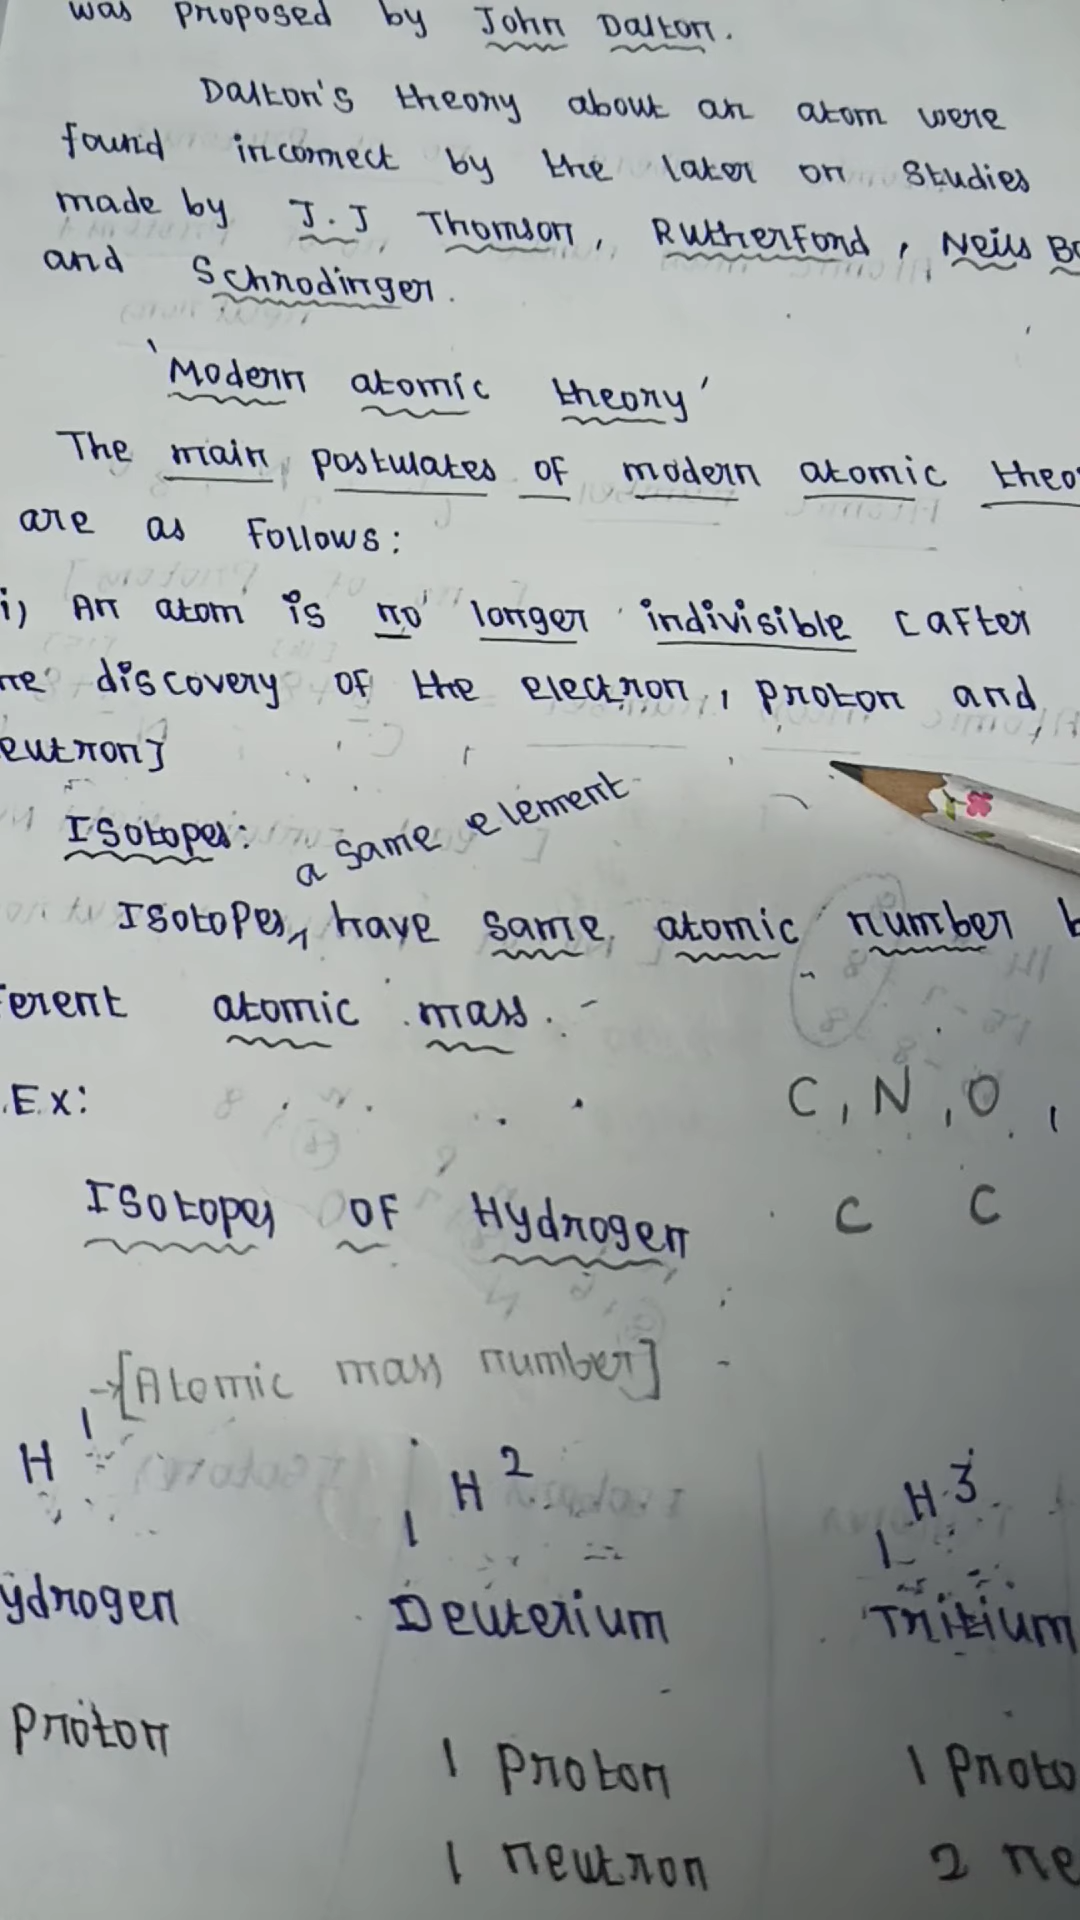 was proposed by John Dalton.
Dalton's theory about an atom were
found incorrect by the later on studies
made by J.J Thomson, Rutherford, Neils Bo
and Schrodinger.
'Modern atomic theory'
The main postulates of modern atomic theo
are as follows:
i) An atom is no longer indivisible [after
he discovery of the electron, proton and
eutron]
Isotopes:
a same element
Isotopes, have same atomic number b
ferent atomic mass.
Ex:
C, N, O,
C C
Isotopes of Hydrogen
[Atomic mass number]
H 1 1 H 2 1 H 3
ydrogen Deuterium Tritium
proton 1 proton 1 proto
1 neutron 2 ne